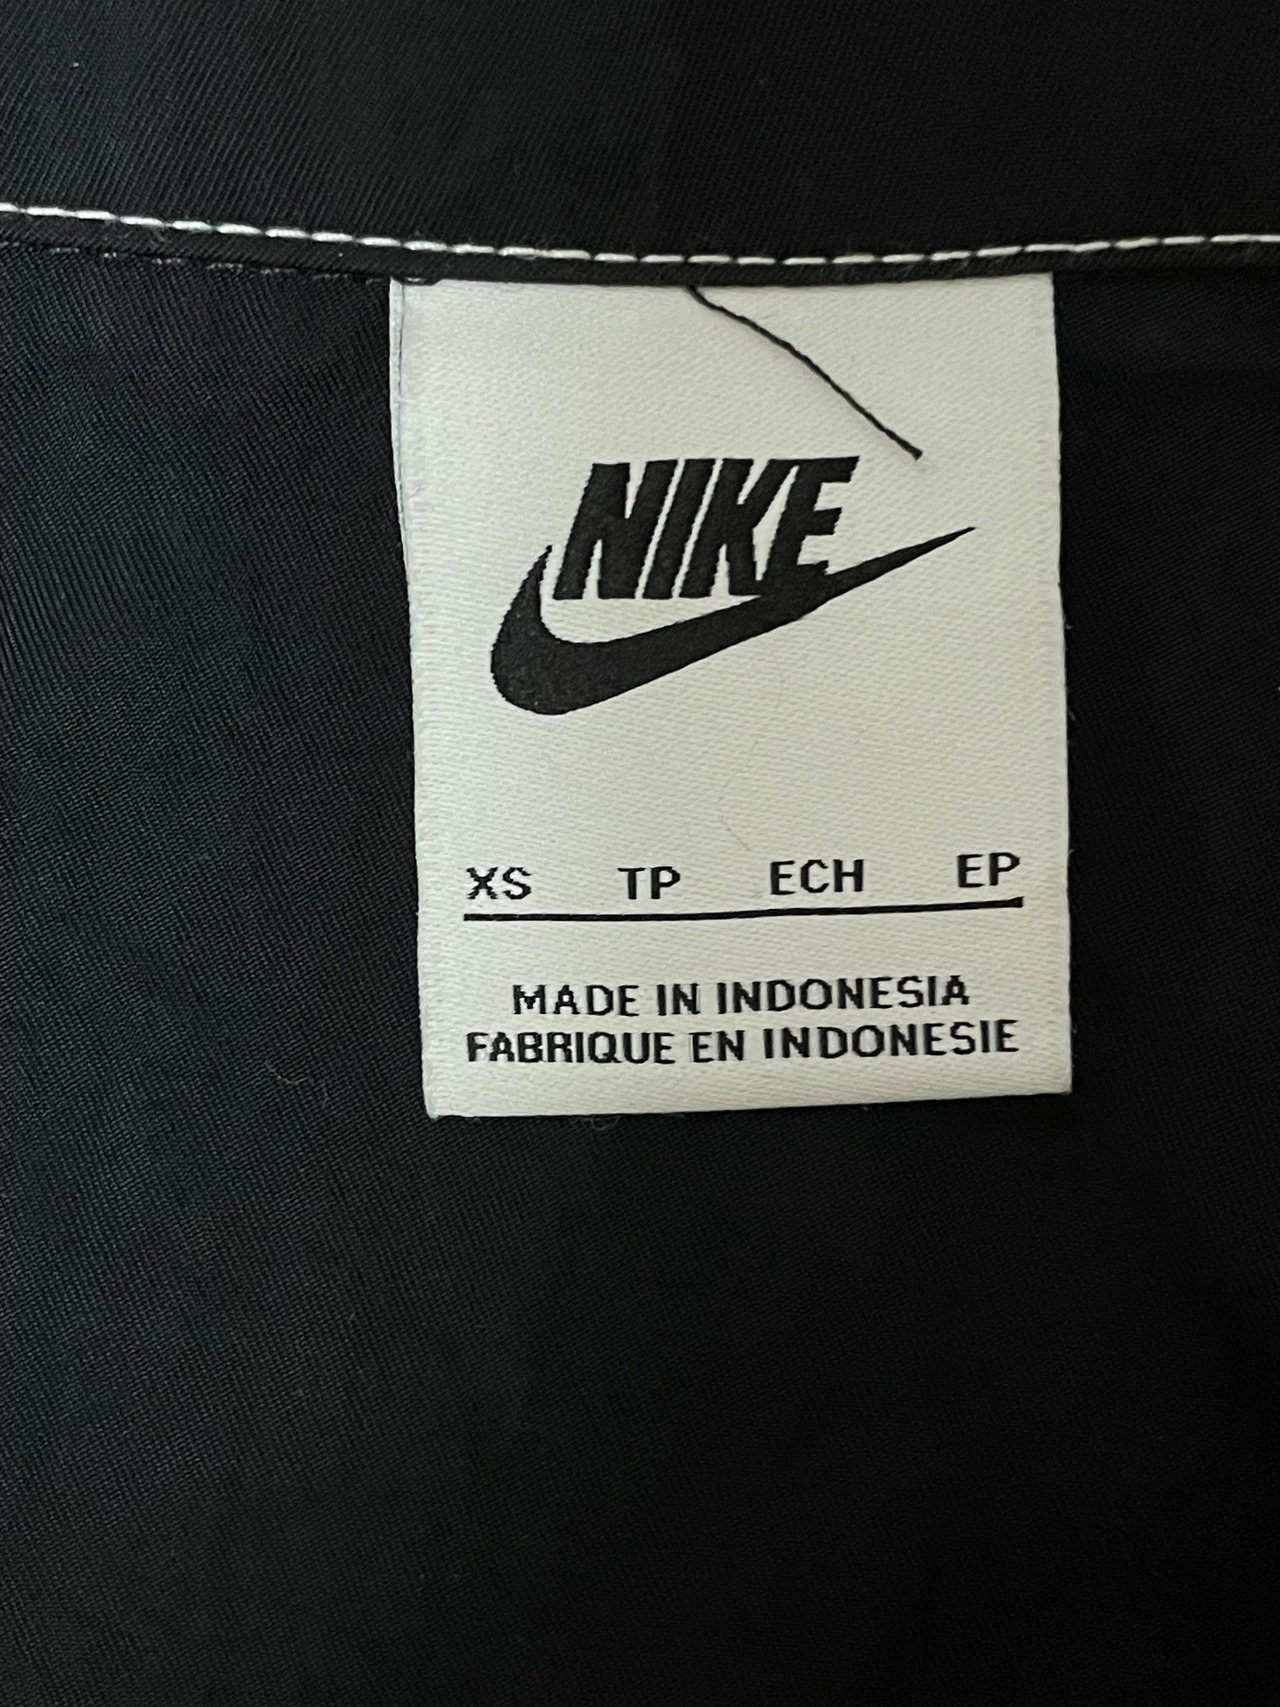 NIKE
XS TP ECH EP
MADE IN INDONESIA
FABRIQUE EN INDONESIE